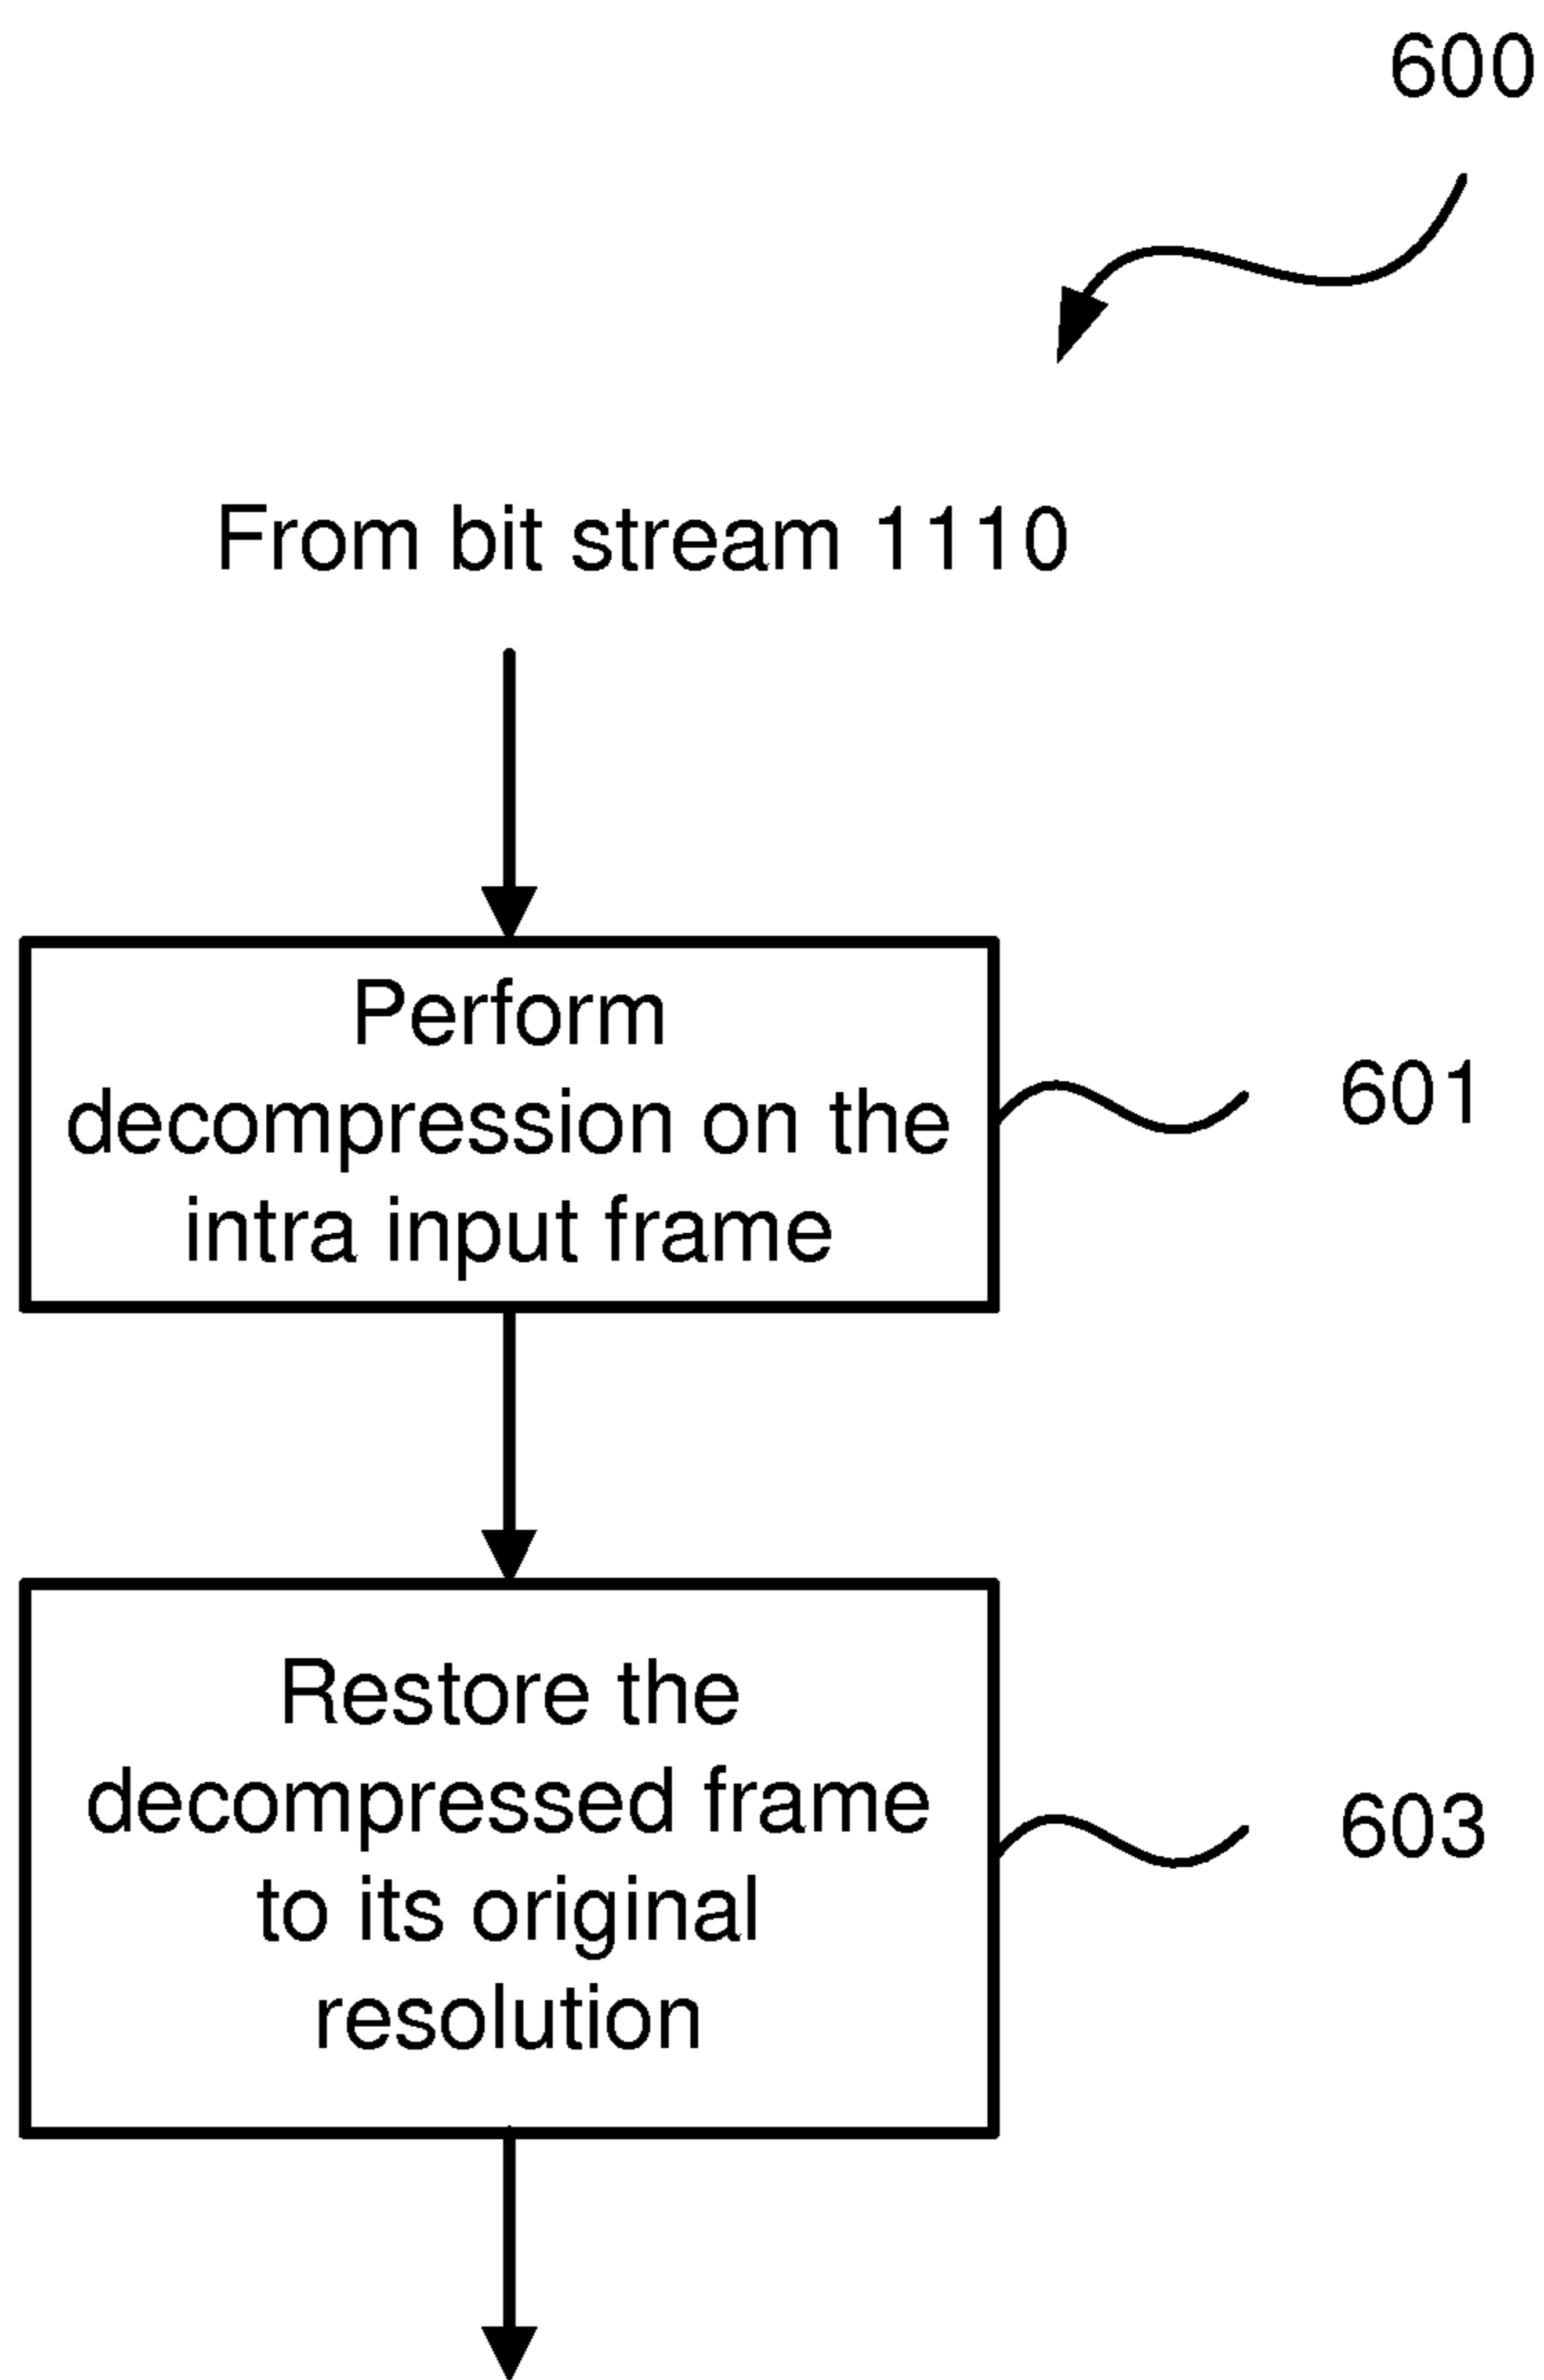 600
From bit stream 1110
Perform
decompression on the
intra input frame
601
Restore the
decompressed frame
to its original
resolution
603